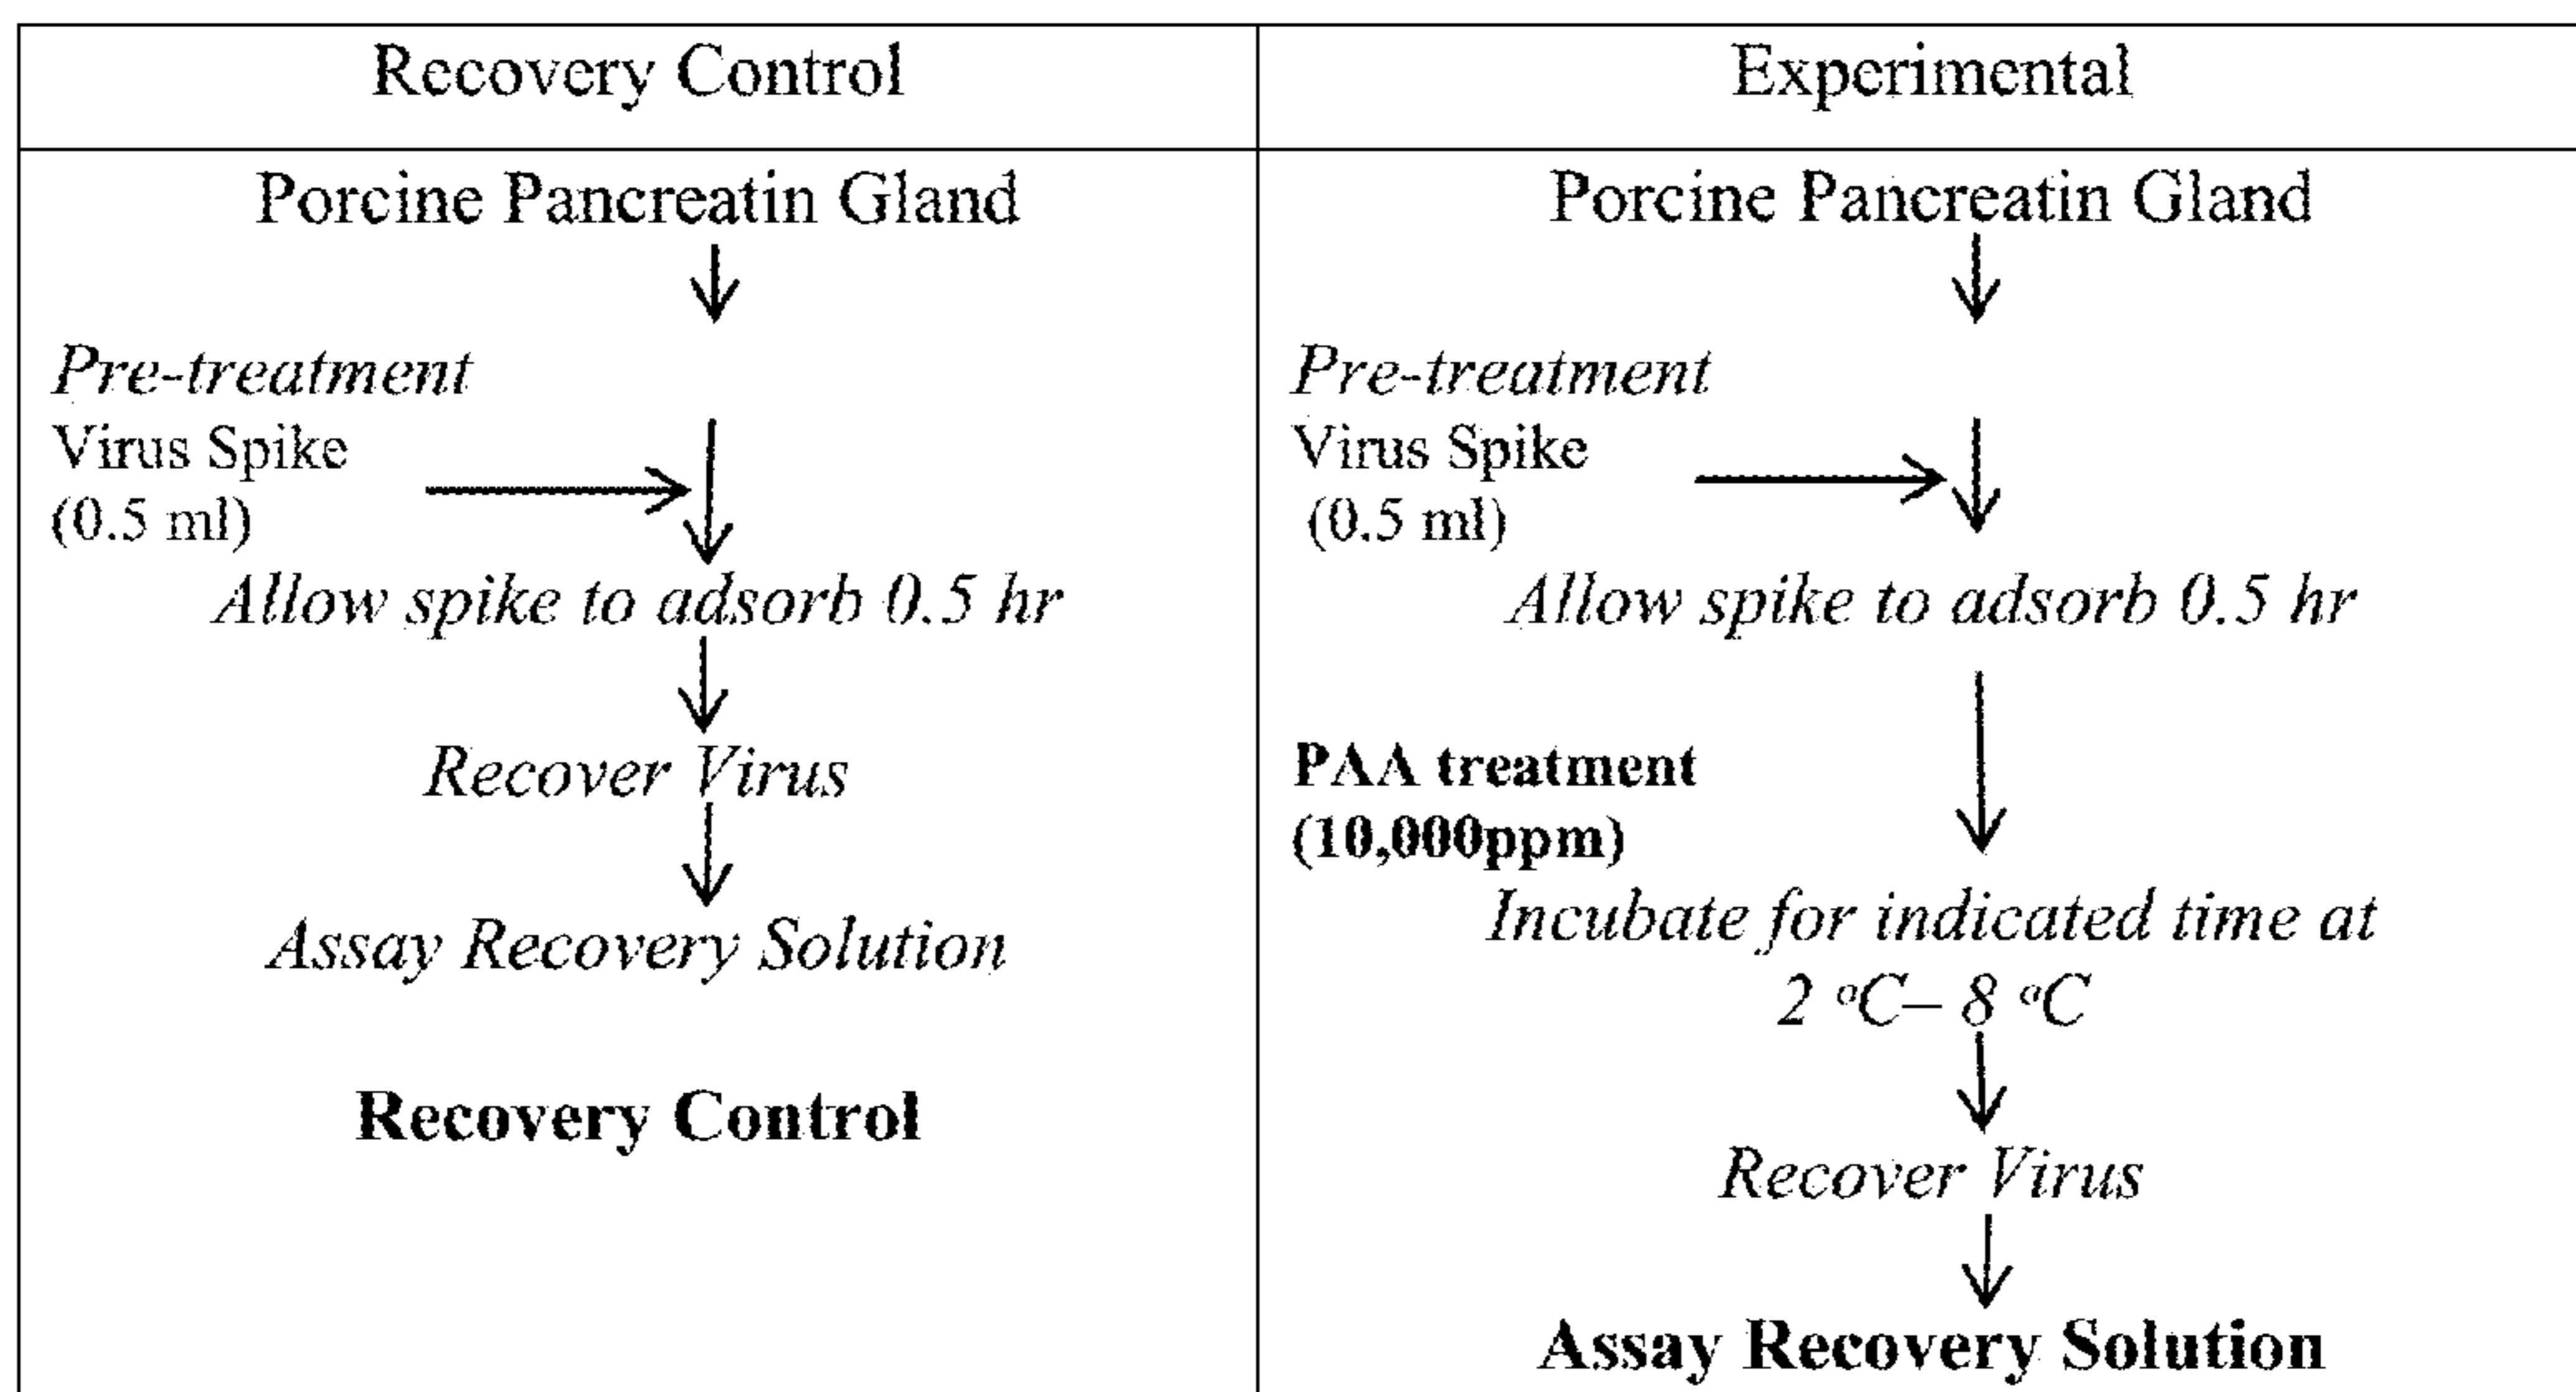 Recovery Control
Porcine Pancreatin Gland
Pre-treatment
Virus Spike
(0.5 ml)
Allow spike to adsorb 0.5 hr
Recover Virus
Assay Recovery Solution
Recovery Control
Experimental
Porcine Pancreatin Gland
Pre-treatment
Virus Spike
(0.5 ml)
Allow spike to adsorb 0.5 hr
PAA treatment
(10,000ppm)
Incubate for indicated time at
2 ºC– 8 ºC
Recover Virus
Assay Recovery Solution